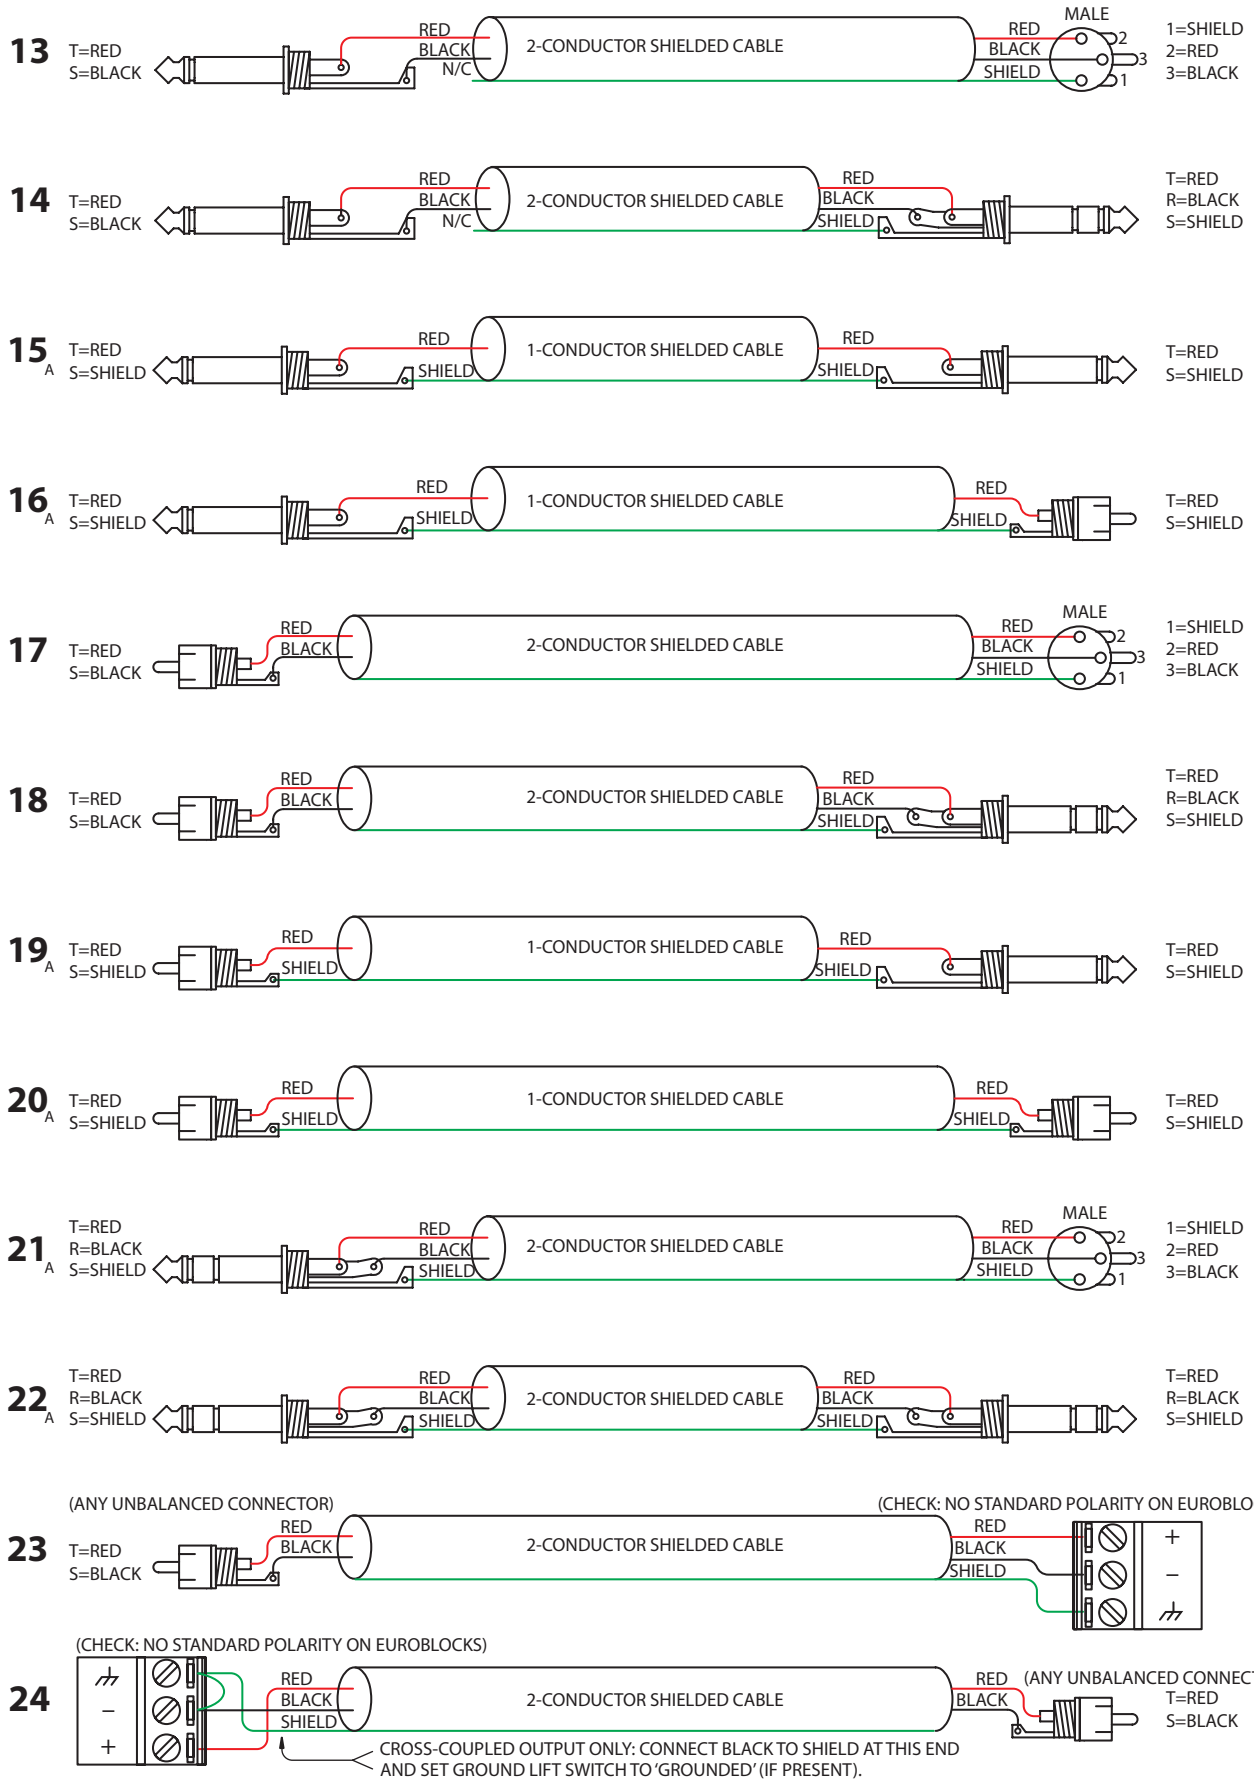 13
T=RED
S=BLACK
RED
BLACK
N/C
2-CONDUCTOR SHIELDED CABLE
RED
BLACK
SHIELD
MALE
2
3
1
1=SHIELD
2=RED
3=BLACK
14
T=RED
S=BLACK
RED
BLACK
N/C
2-CONDUCTOR SHIELDED CABLE
RED
BLACK
SHIELD
T=RED
R=BLACK
S=SHIELD
15
A
T=RED
S=SHIELD
RED
SHIELD
1-CONDUCTOR SHIELDED CABLE
RED
SHIELD
T=RED
S=SHIELD
16
A
T=RED
S=SHIELD
RED
SHIELD
1-CONDUCTOR SHIELDED CABLE
RED
SHIELD
T=RED
S=SHIELD
17
T=RED
S=BLACK
RED
BLACK
2-CONDUCTOR SHIELDED CABLE
RED
BLACK
SHIELD
MALE
2
3
1
1=SHIELD
2=RED
3=BLACK
18
T=RED
S=BLACK
RED
BLACK
2-CONDUCTOR SHIELDED CABLE
RED
BLACK
SHIELD
T=RED
R=BLACK
S=SHIELD
19
A
T=RED
S=SHIELD
RED
SHIELD
1-CONDUCTOR SHIELDED CABLE
RED
SHIELD
T=RED
S=SHIELD
20
A
T=RED
S=SHIELD
RED
SHIELD
1-CONDUCTOR SHIELDED CABLE
RED
SHIELD
T=RED
S=SHIELD
21
A
T=RED
R=BLACK
S=SHIELD
RED
BLACK
SHIELD
2-CONDUCTOR SHIELDED CABLE
RED
BLACK
SHIELD
MALE
2
3
1
1=SHIELD
2=RED
3=BLACK
22
A
T=RED
R=BLACK
S=SHIELD
RED
BLACK
SHIELD
2-CONDUCTOR SHIELDED CABLE
RED
BLACK
SHIELD
T=RED
R=BLACK
S=SHIELD
(ANY UNBALANCED CONNECTOR)
23
T=RED
S=BLACK
RED
BLACK
2-CONDUCTOR SHIELDED CABLE
(CHECK: NO STANDARD POLARITY ON EUROBLO
RED
BLACK
SHIELD
+
–
(CHECK: NO STANDARD POLARITY ON EUROBLOCKS)
24
–
+
RED
BLACK
SHIELD
2-CONDUCTOR SHIELDED CABLE
RED
BLACK
(ANY UNBALANCED CONNECT
T=RED
S=BLACK
CROSS-COUPLED OUTPUT ONLY: CONNECT BLACK TO SHIELD AT THIS END
AND SET GROUND LIFT SWITCH TO 'GROUNDED' (IF PRESENT).